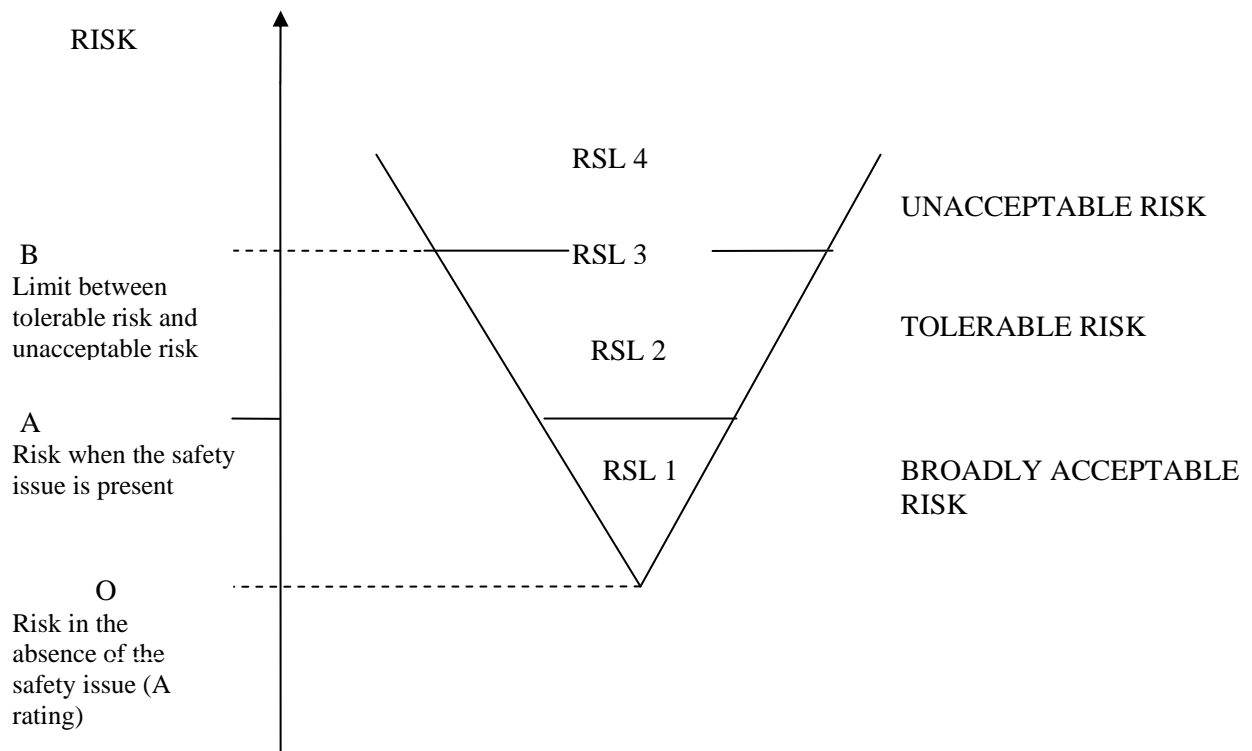 RISK
RSL 4
UNACCEPTABLE RISK
B
Limit between
tolerable risk and
unacceptable risk
RSL 3
TOLERABLE RISK
RSL 2
A
Risk when the safety
issue is present
RSL 1
BROADLY ACCEPTABLE
RISK
O
Risk in the
absence of the
safety issue (A
rating)